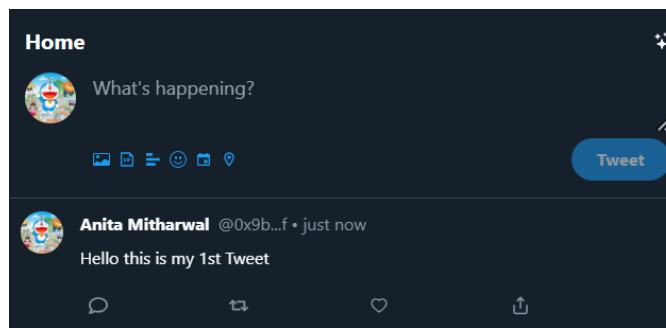 Home
What's happening?
Tweet
Anita Mitharwal @0x9b...f • just now
Hello this is my 1st Tweet